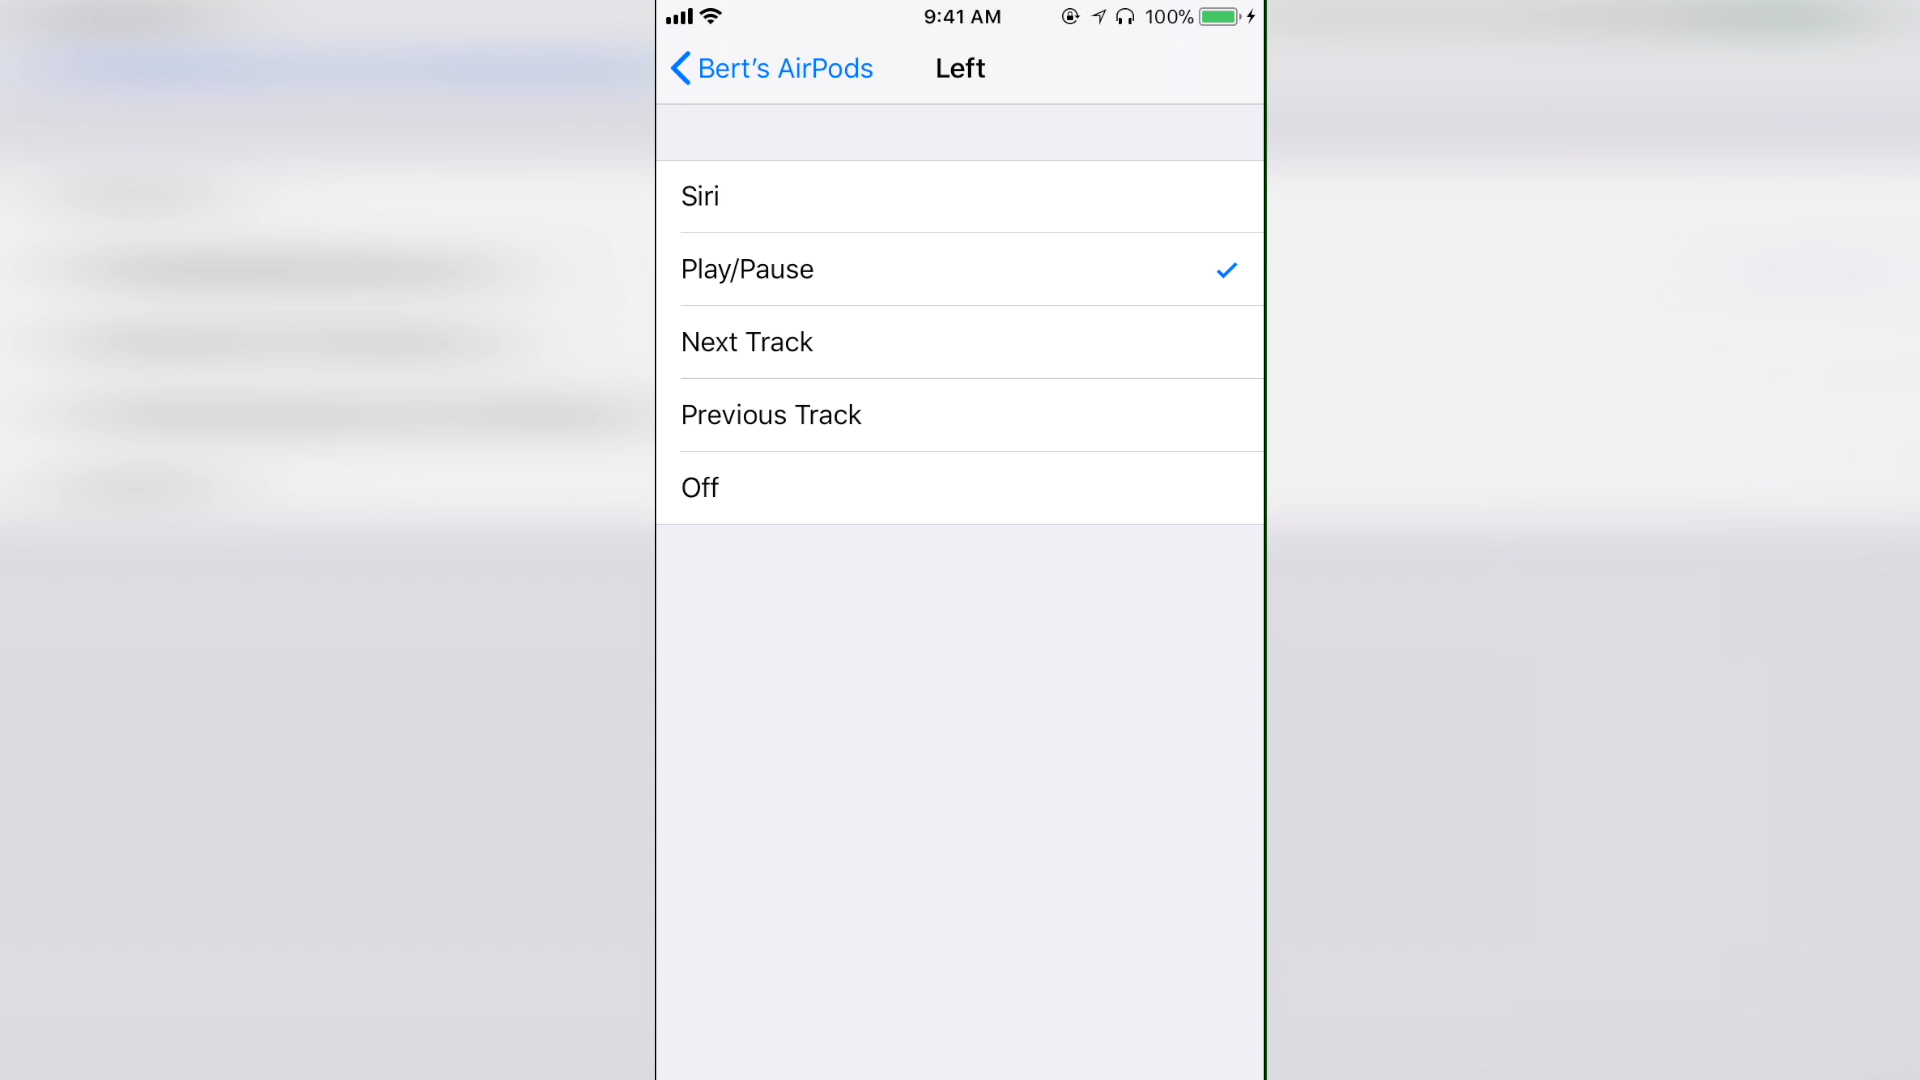 9:41 AM 100%
Bert’s AirPods Left
Siri
Play/Pause
Next Track
Previous Track
Off